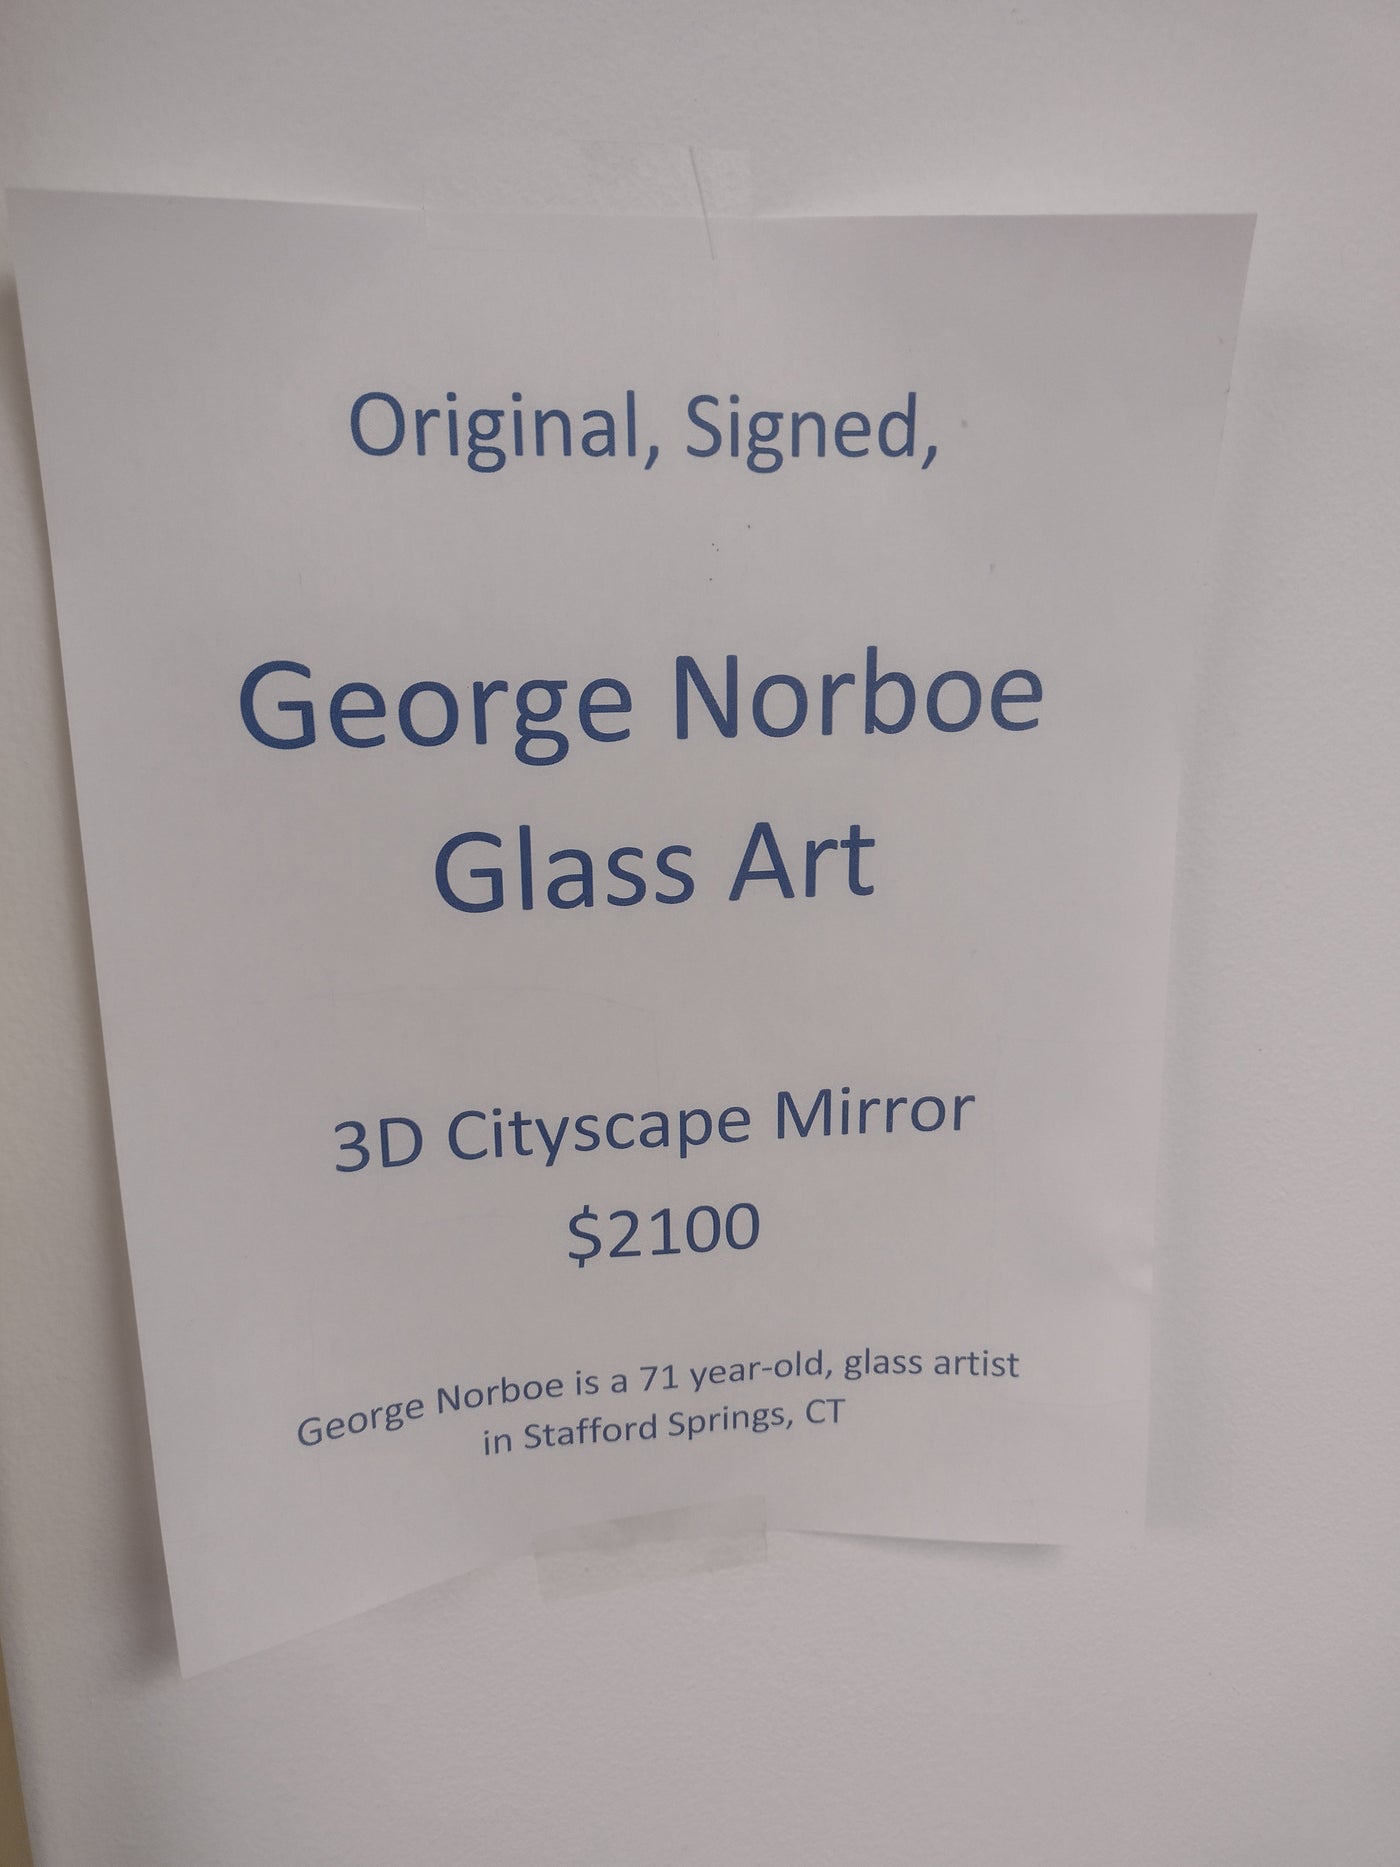 Original, Signed,
George Norboe
Glass Art
3D Cityscape Mirror
$2100
George Norboe is a 71 year-old, glass artist
in Stafford Springs, CT